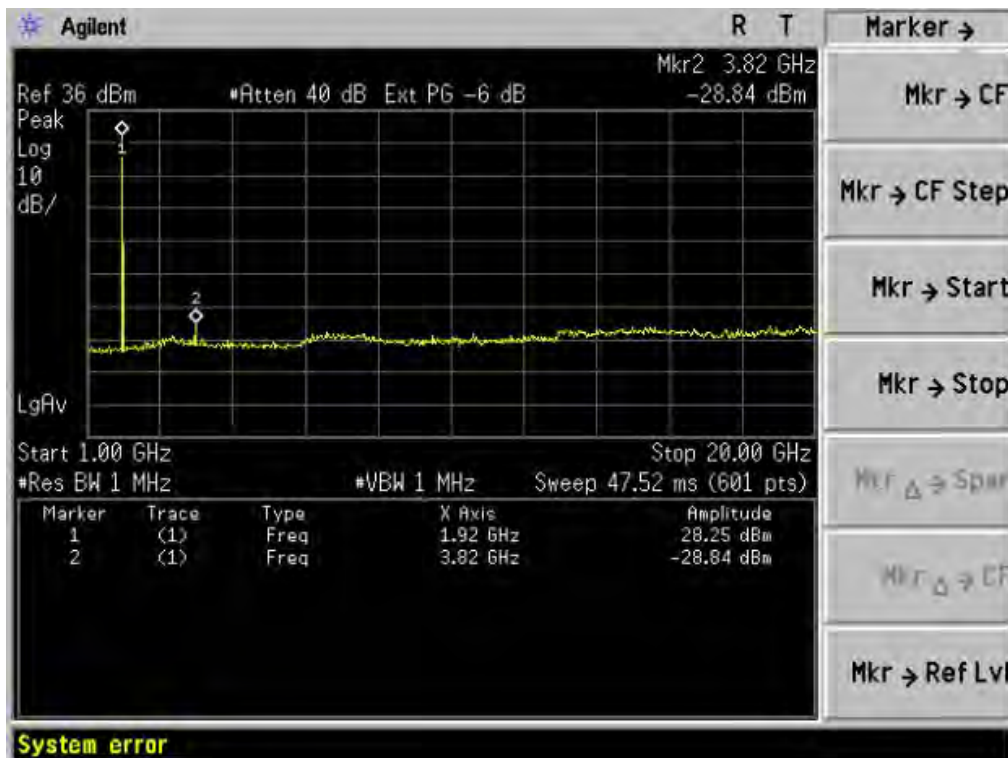 Agilent R T
Mkr2 3.82 GHz
Ref 36 dBm #Atten 40 dB Ext PG -6 dB -28.84 dBm
Peak
Log
10
dB/
1
2
LgAv
Start 1.00 GHz Stop 20.00 GHz
#Res BW 1 MHz #VBW 1 MHz Sweep 47.52 ms (601 pts)
Marker Trace Type X Axis Amplitude
1 (1) Freq 1.92 GHz 28.25 dBm
2 (1) Freq 3.82 GHz -28.84 dBm
System error
Marker →
Mkr → CF
Mkr → CF Step
Mkr → Start
Mkr → Stop
Mkr Δ → Span
Mkr Δ → CF
Mkr → Ref Lvl